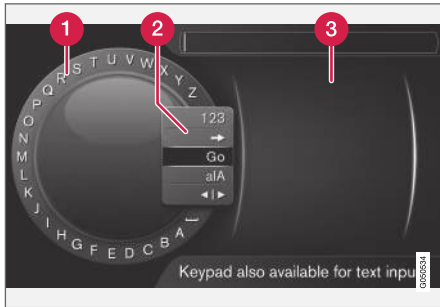 1
2
3
A B C D E F G H I J K L M N O P Q R S T U V W X Y Z
123
➜
Go
a|A
◄|►
Keypad also available for text inpu
G050534